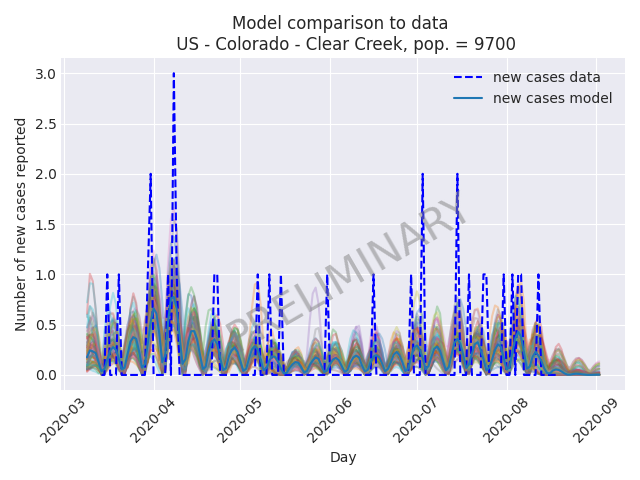 Model comparison to data
US - Colorado - Clear Creek, pop. = 9700
new cases data
new cases model
PRELIMINARY
Number of new cases reported
3.0
2.5
2.0
1.5
1.0
0.5
0.0
2020-03
2020-04
2020-05
2020-06
2020-07
2020-08
2020-09
Day